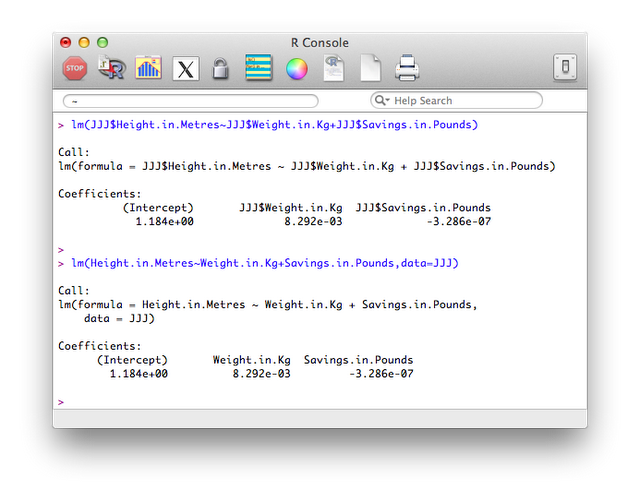 R Console
STOP
R
X
R
~
Help Search
> lm(JJJ$Height.in.Metres~JJJ$Weight.in.Kg+JJJ$Savings.in.Pounds)
Call:
lm(formula = JJJ$Height.in.Metres ~ JJJ$Weight.in.Kg + JJJ$Savings.in.Pounds)
Coefficients:
(Intercept) JJJ$Weight.in.Kg JJJ$Savings.in.Pounds
1.184e+00 8.292e-03 -3.286e-07
>
> lm(Height.in.Metres~Weight.in.Kg+Savings.in.Pounds,data=JJJ)
Call:
lm(formula = Height.in.Metres ~ Weight.in.Kg + Savings.in.Pounds,
data = JJJ)
Coefficients:
(Intercept) Weight.in.Kg Savings.in.Pounds
1.184e+00 8.292e-03 -3.286e-07
>